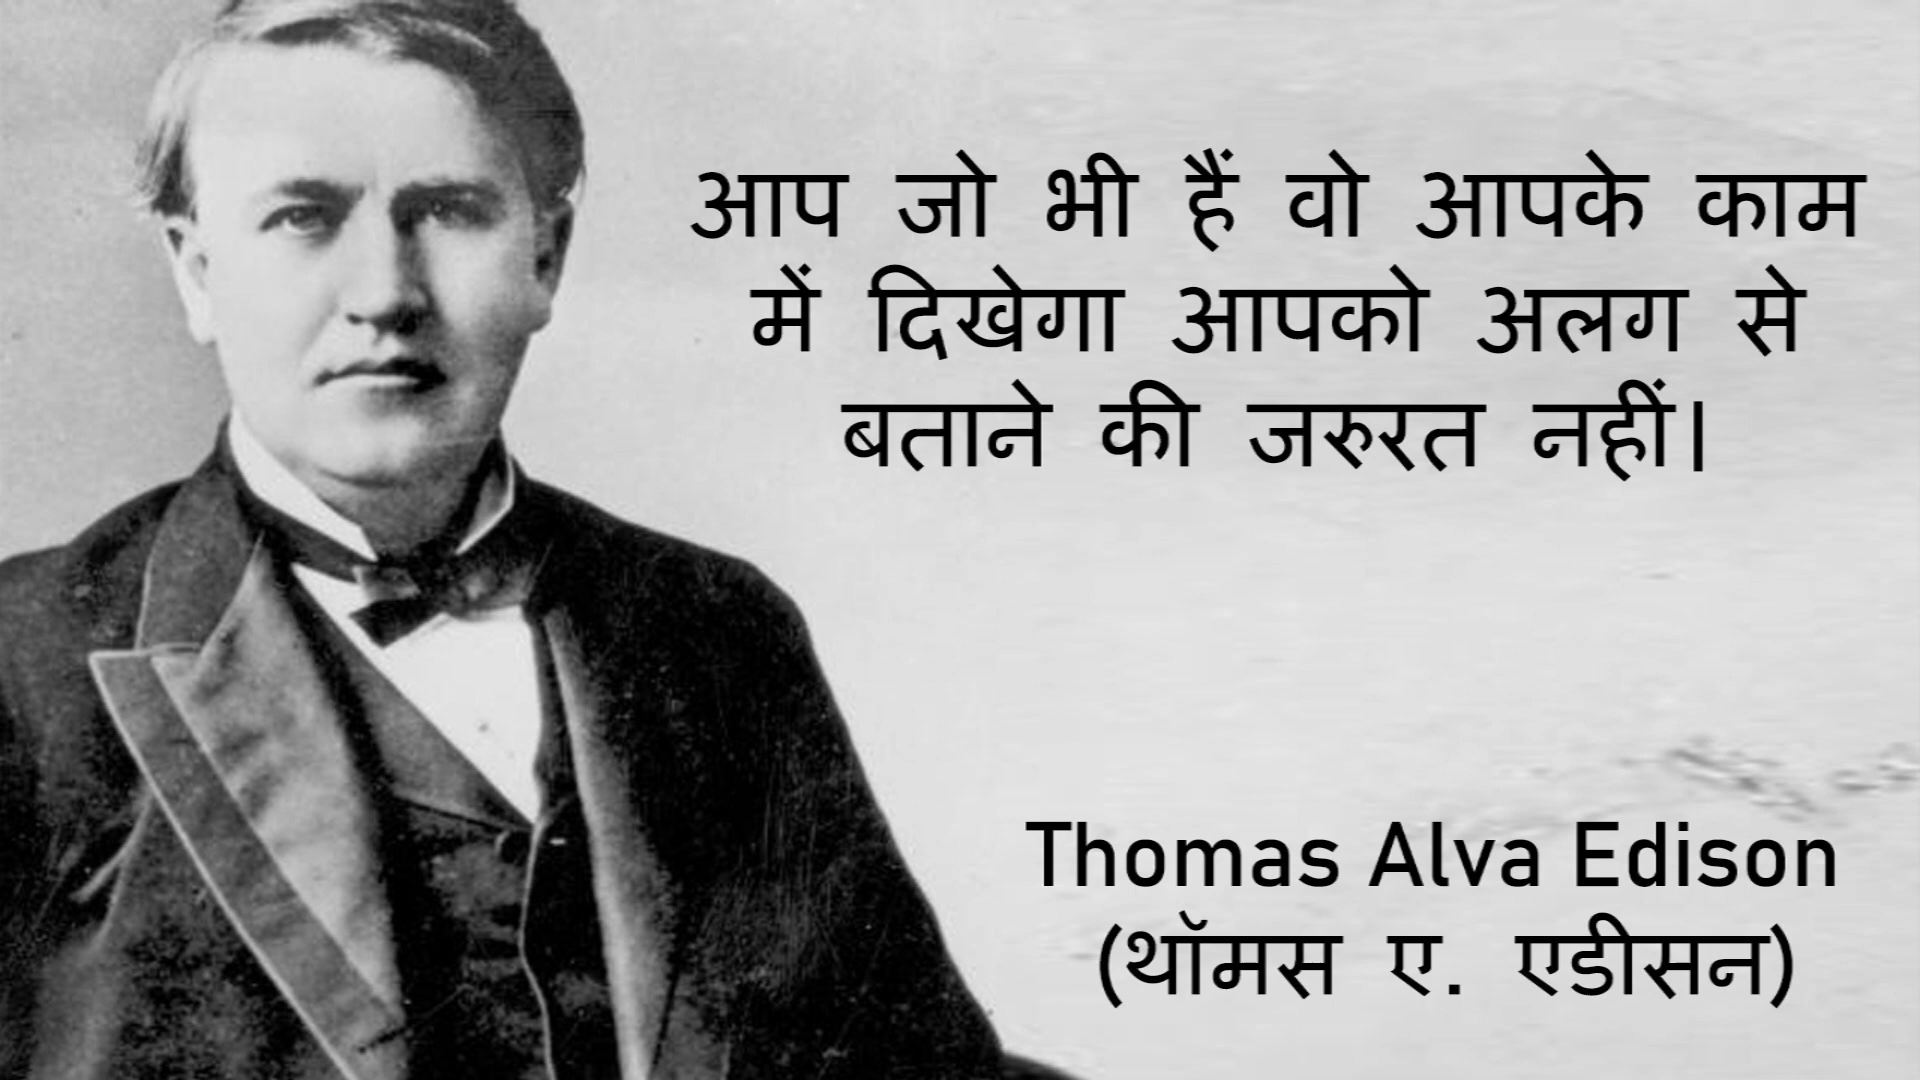 आप जो भी हैं वो आपके काम
में दिखेगा आपको अलग से
बताने की जरुरत नहीं।
Thomas Alva Edison
(थॉमस ए. एडीसन)